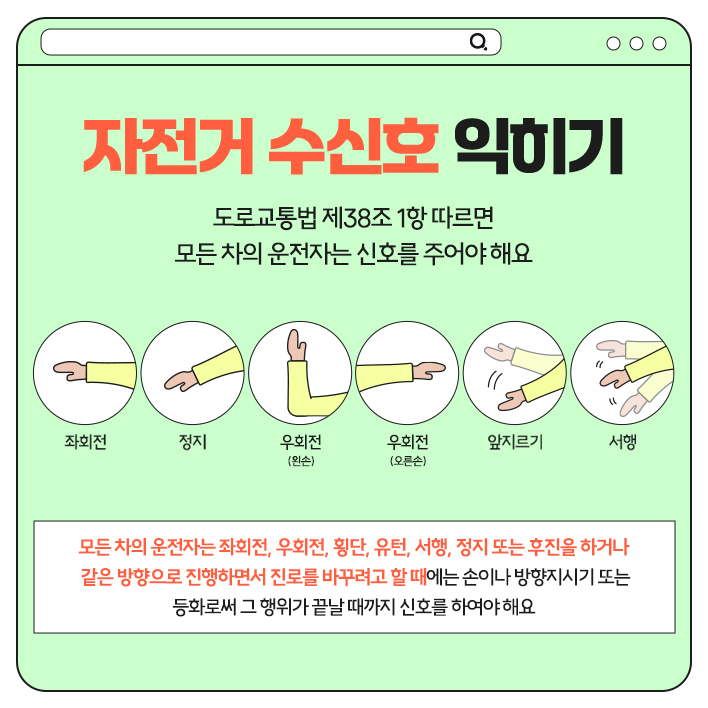 자전거 수신호 익히기
도로교통법 제38조 1항 따르면
모든 차의 운전자는 신호를 주어야 해요
좌회전
정지
우회전
(왼손)
우회전
(오른손)
앞지르기
서행
모든 차의 운전자는 좌회전, 우회전, 횡단, 유턴, 서행, 정지 또는 후진을 하거나
같은 방향으로 진행하면서 진로를 바꾸려고 할 때에는 손이나 방향지시기 또는
등화로써 그 행위가 끝날 때까지 신호를 하여야 해요